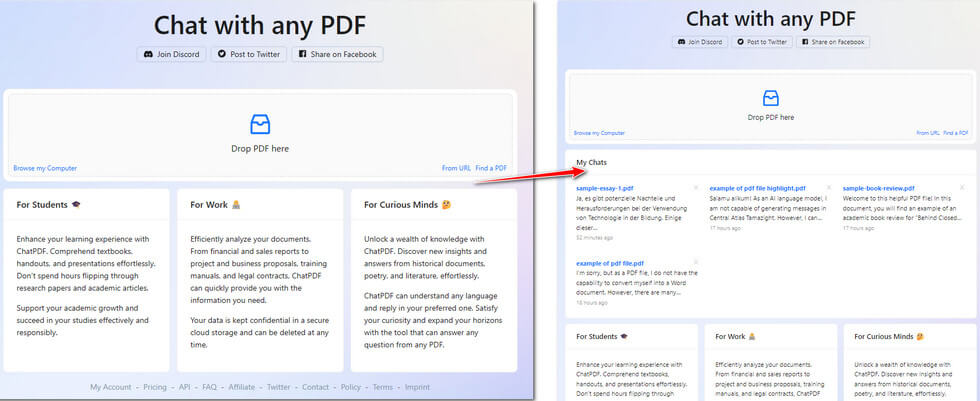 Chat with any PDF
Join Discord
Post to Twitter
Share on Facebook
Drop PDF here
Browse my Computer
From URL
Find a PDF
For Students 🎓
Enhance your learning experience with
ChatPDF. Comprehend textbooks,
handouts, and presentations effortlessly.
Don't spend hours flipping through
research papers and academic articles.
Support your academic growth and
succeed in your studies effectively and
responsibly.
For Work
Efficiently analyze your documents.
From financial and sales reports to
project and business proposals, training
manuals, and legal contracts, ChatPDF
can quickly provide you with the
information you need.
Your data is kept confidential in a secure
cloud storage and can be deleted at any
time.
For Curious Minds 🤔
Unlock a wealth of knowledge with
ChatPDF. Discover new insights and
answers from historical documents,
poetry, and literature, effortlessly.
ChatPDF can understand any language
and reply in your preferred one. Satisfy
your curiosity and expand your horizons
with the tool that can answer any
question from any PDF.
My Account - Pricing - API - FAQ - Affiliate - Twitter - Contact - Policy - Terms - Imprint
Chat with any PDF
Join Discord
Post to Twitter
Share on Facebook
Drop PDF here
Browse my Computer
From URL
Find a PDF
My Chats
sample-essay-1.pdf
Ja, es gibt potenzielle Nachteile und
Herausforderungen bei der Verwendung
von Technologie in der Bildung. Einige
dieser...
52 minutes ago
example of pdf file highlight.pdf
Salamu alikum! As an AI language model, I
am not capable of generating messages in
Central Atlas Tamazight. However, I can...
17 hours ago
sample-book-review.pdf
Welcome to this helpful PDF file! In this
document, you will find an example of an
academic book review for "Behind Closed...
17 hours ago
example of pdf file.pdf
I'm sorry, but as a PDF file, I do not have the
capability to convert myself into a Word
document. However, there are many...
18 hours ago
For Students 🎓
Enhance your learning experience with
ChatPDF. Comprehend textbooks,
handouts, and presentations effortlessly.
Don't spend hours flipping through
For Work
Efficiently analyze your documents.
From financial and sales reports to
project and business proposals, training
manuals, and legal contracts, ChatPDF
For Curious Minds 🤔
Unlock a wealth of knowledge with
ChatPDF. Discover new insights and
answers from historical documents,
poetry, and literature, effortlessly.